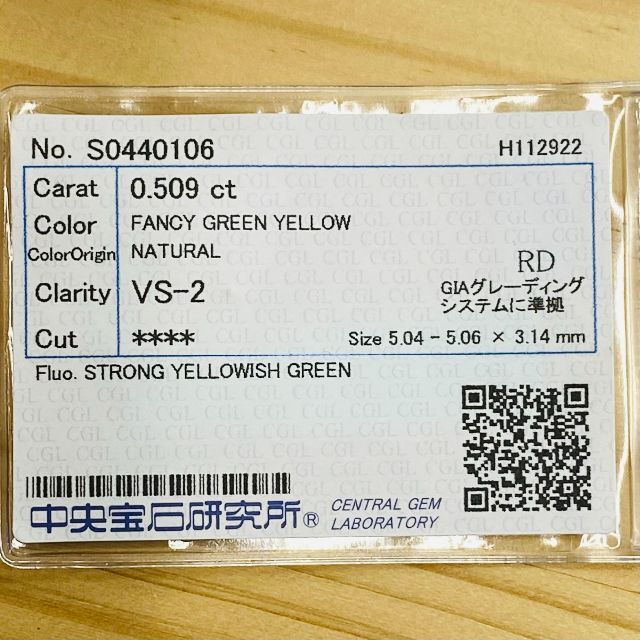 No. S0440106 H112922
Carat 0.509 ct
Color FANCY GREEN YELLOW
ColorOrigin NATURAL
RD
Clarity VS-2 GIAグレーディング
システムに準拠
Cut **** Size 5.04 - 5.06 × 3.14 mm
Fluo. STRONG YELLOWISH GREEN
中央宝石研究所® CENTRAL GEM
LABORATORY